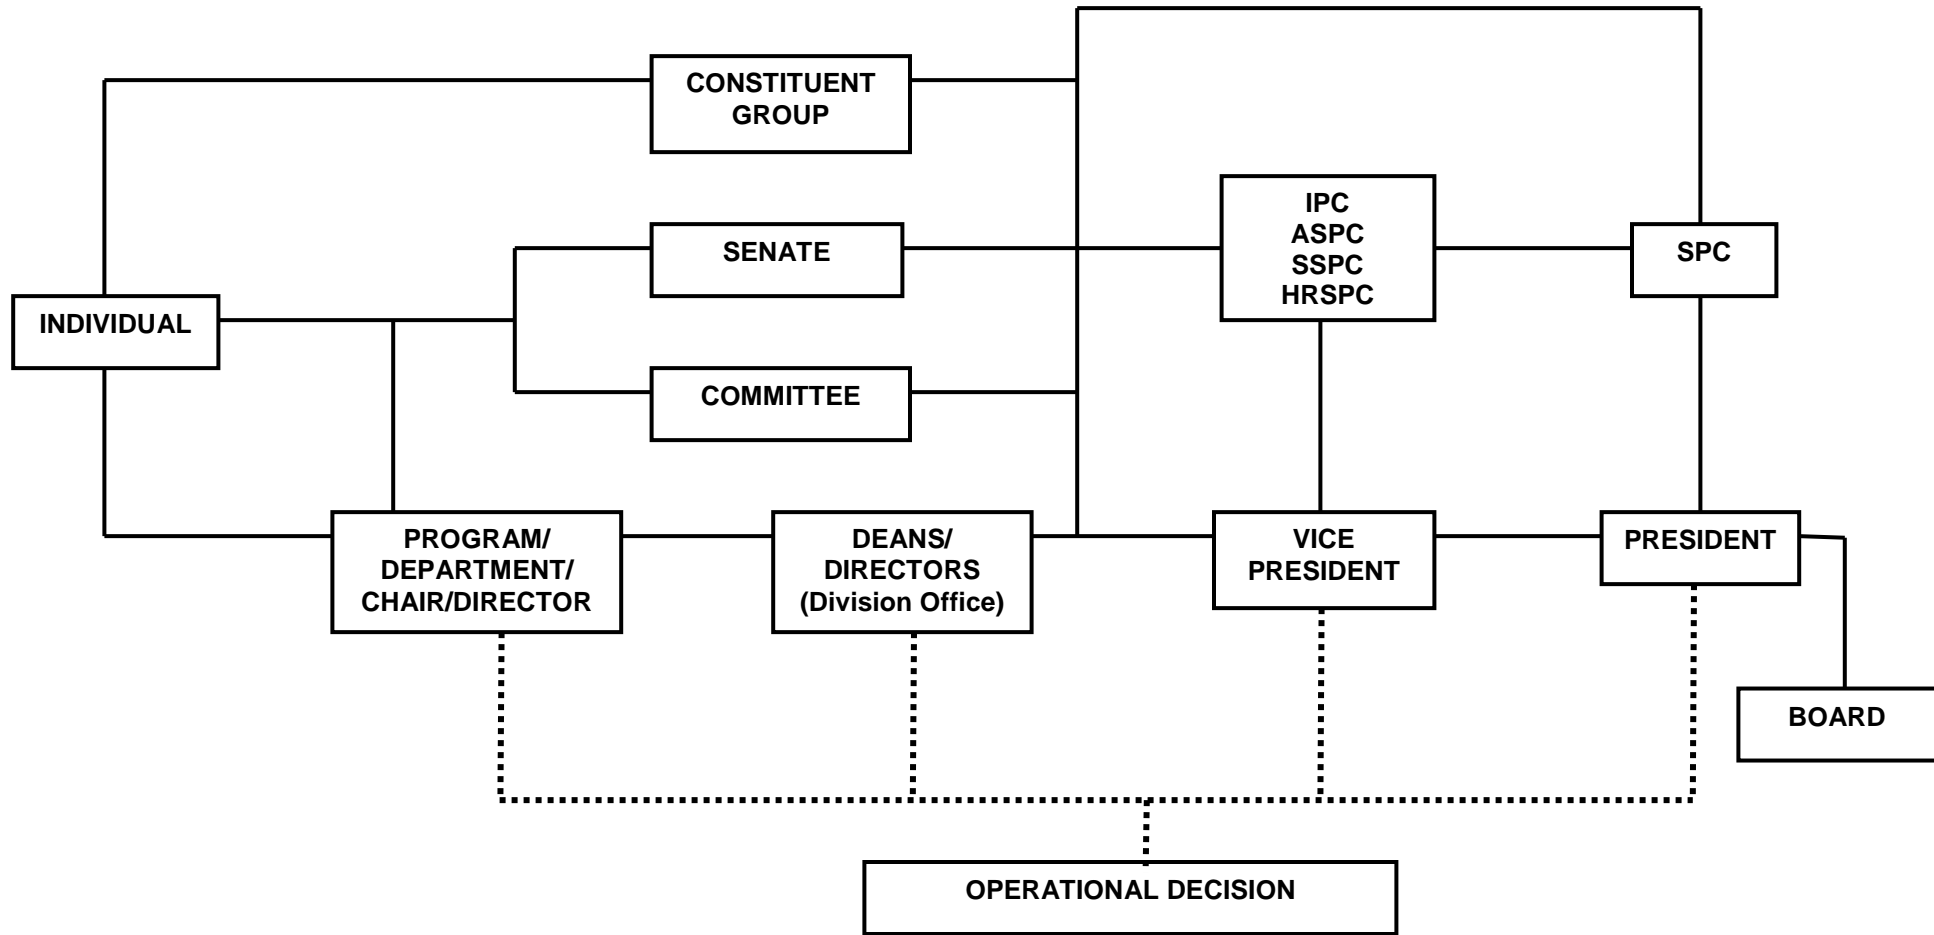 CONSTITUENT
GROUP
IPC
ASPC
SSPC
HRSPC
SENATE
SPC
INDIVIDUAL
COMMITTEE
PROGRAM/
DEPARTMENT/
CHAIR/DIRECTOR
DEANS/
DIRECTORS
(Division Office)
VICE
PRESIDENT
PRESIDENT
BOARD
OPERATIONAL DECISION